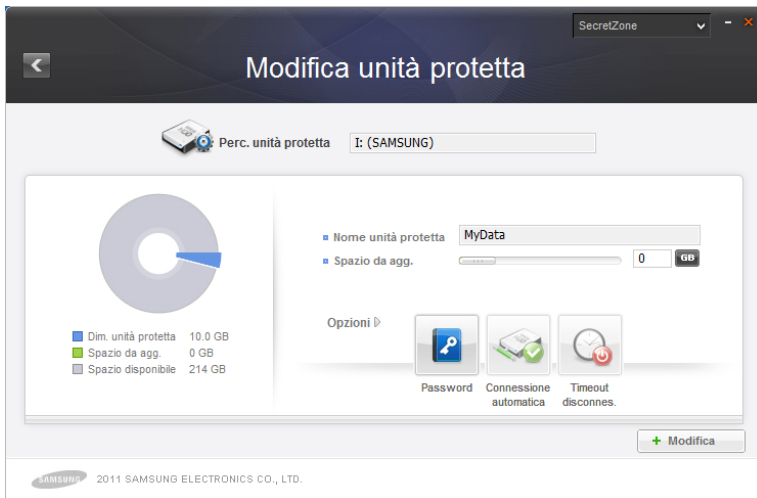 SecretZone
Modifica unità protetta
Perc. unità protetta I: (SAMSUNG)
Nome unità protetta MyData
Spazio da agg. 0 GB
Dim. unità protetta 10.0 GB
Spazio da agg. 0 GB
Spazio disponibile 214 GB
Opzioni
Password
Connessione automatica
Timeout disconnes.
+ Modifica
SAMSUNG 2011 SAMSUNG ELECTRONICS CO., LTD.